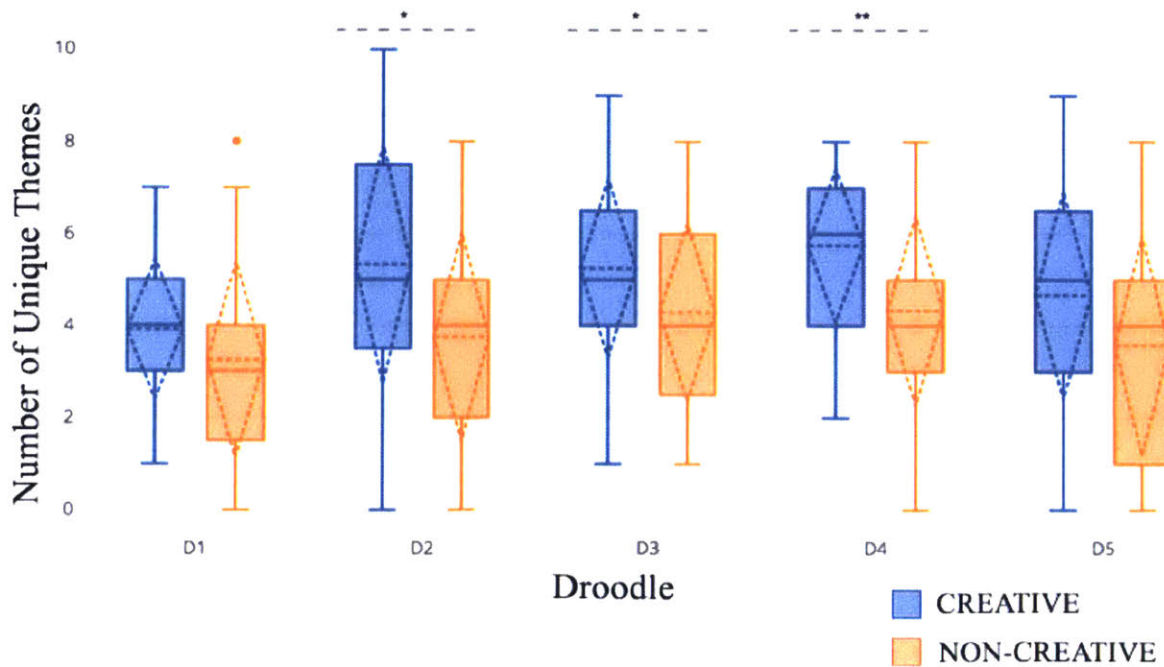 * * **
10
8
6
4
2
0
Number of Unique Themes
D1 D2 D3 D4 D5
Droodle
CREATIVE
NON-CREATIVE